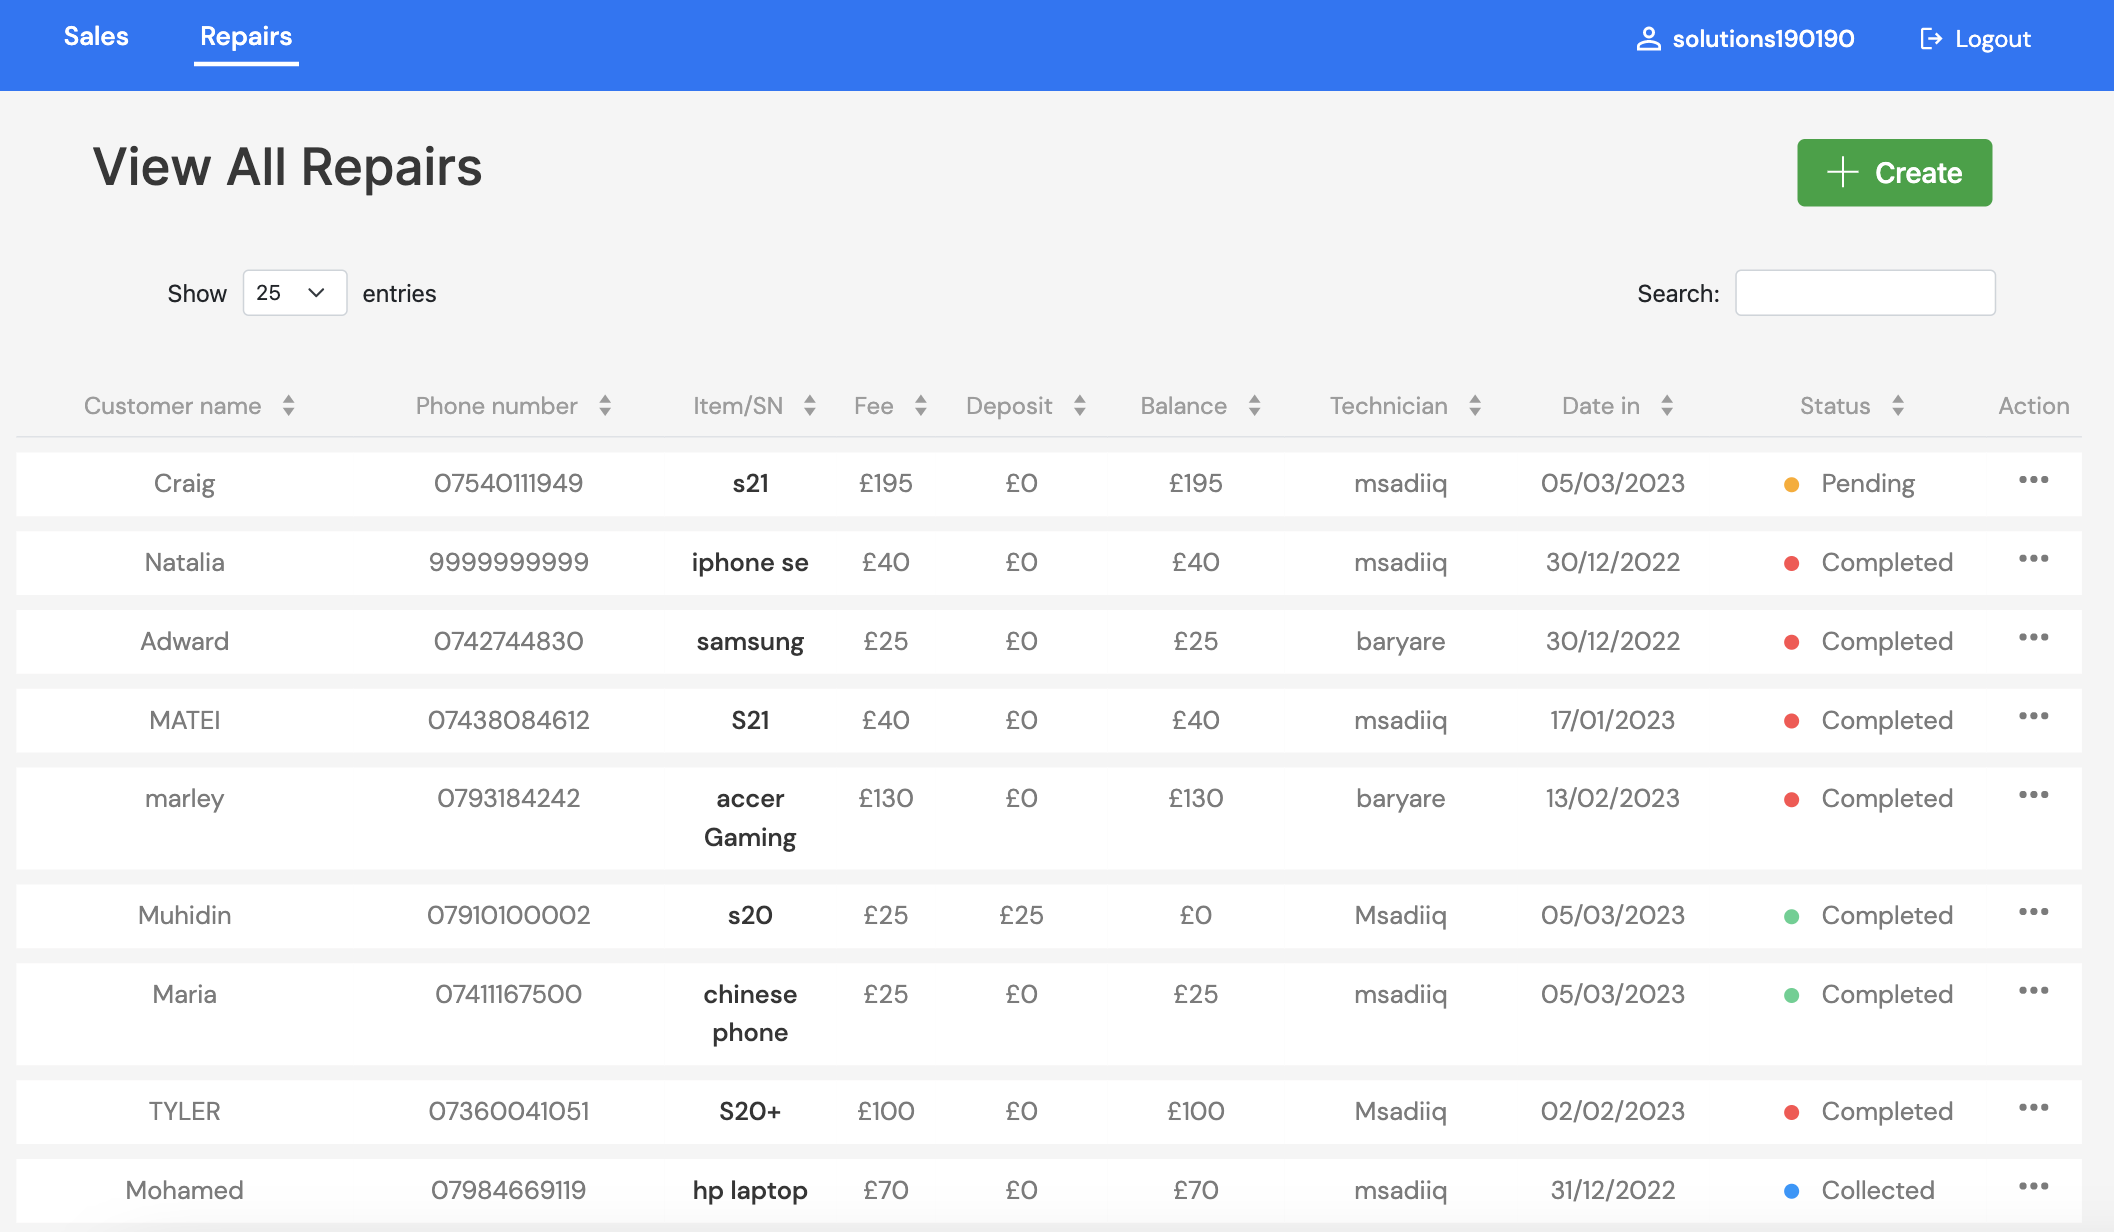 Sales Repairs solutions190190 Logout
View All Repairs
Create
Show 25 entries Search:
Customer name Phone number Item/SN Fee Deposit Balance Technician Date in Status Action
Craig 07540111949 s21 £195 £0 £195 msadiiq 05/03/2023 Pending
Natalia 9999999999 iphone se £40 £0 £40 msadiiq 30/12/2022 Completed
Adward 0742744830 samsung £25 £0 £25 baryare 30/12/2022 Completed
MATEI 07438084612 S21 £40 £0 £40 msadiiq 17/01/2023 Completed
marley 0793184242 accer £130 £0 £130 baryare 13/02/2023 Completed
Gaming
Muhidin 07910100002 s20 £25 £25 £0 Msadiiq 05/03/2023 Completed
Maria 07411167500 chinese £25 £0 £25 msadiiq 05/03/2023 Completed
phone
TYLER 07360041051 S20+ £100 £0 £100 Msadiiq 02/02/2023 Completed
Mohamed 07984669119 hp laptop £70 £0 £70 msadiiq 31/12/2022 Collected